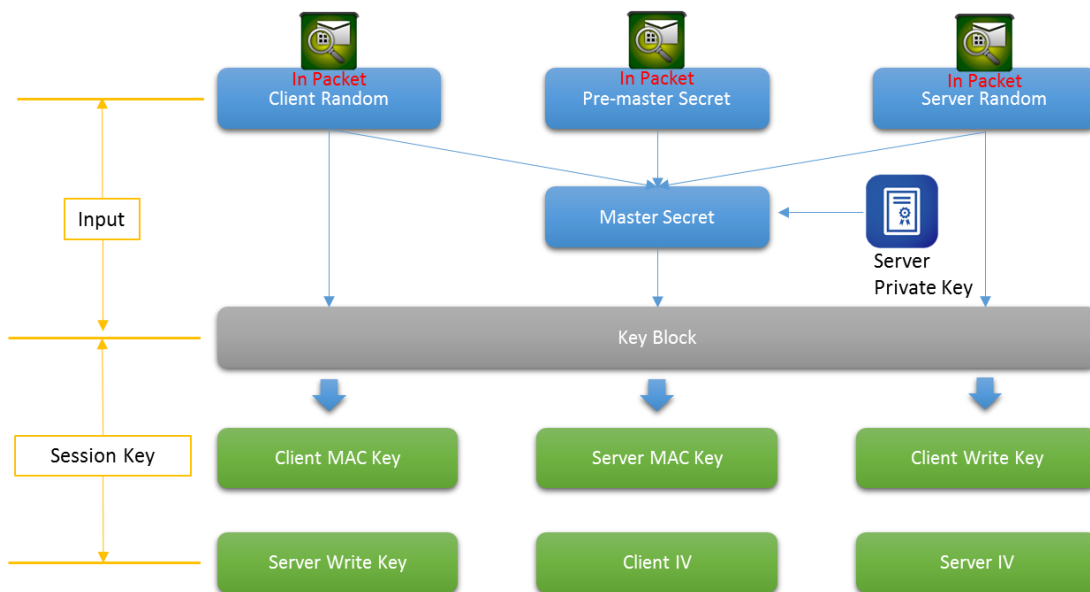 In Packet
Client Random
In Packet
Pre-master Secret
In Packet
Server Random
Input
Master Secret
Server
Private Key
Key Block
Session Key
Client MAC Key
Server MAC Key
Client Write Key
Server Write Key
Client IV
Server IV